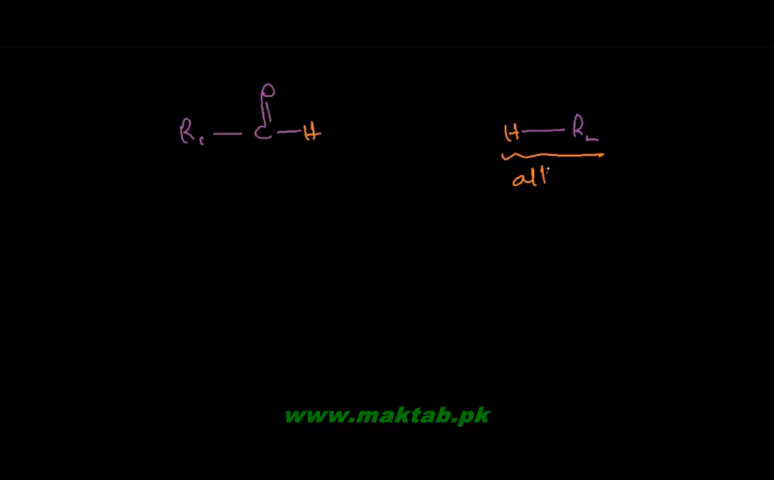 O
R₁ — C — H
H — R₂
alk
www.maktab.pk